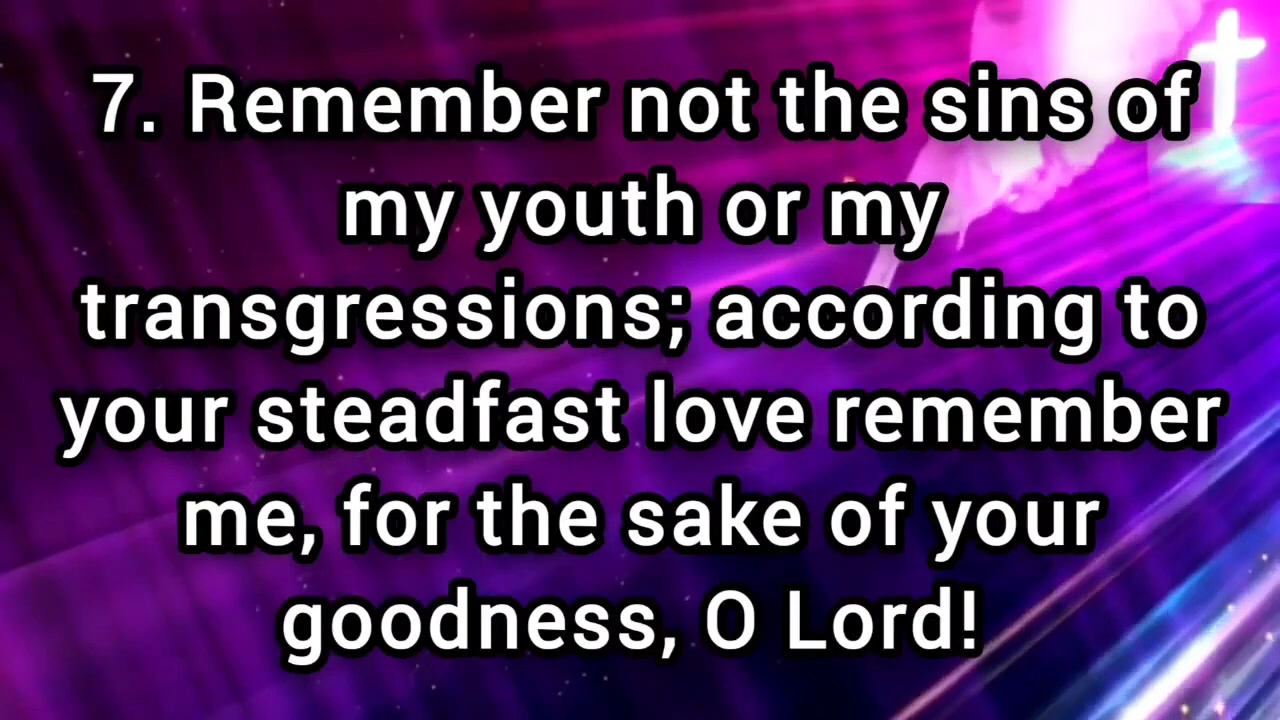 7. Remember not the sins of
my youth or my
transgressions; according to
your steadfast love remember
me, for the sake of your
goodness, O Lord!